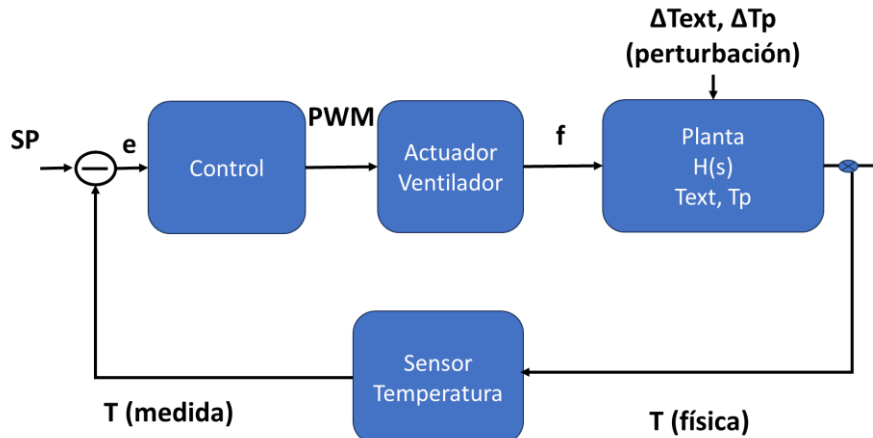 ΔText, ΔTp
(perturbación)
SP
e
Control
PWM
Actuador
Ventilador
f
Planta
H(s)
Text, Tp
Sensor
Temperatura
T (medida)
T (física)